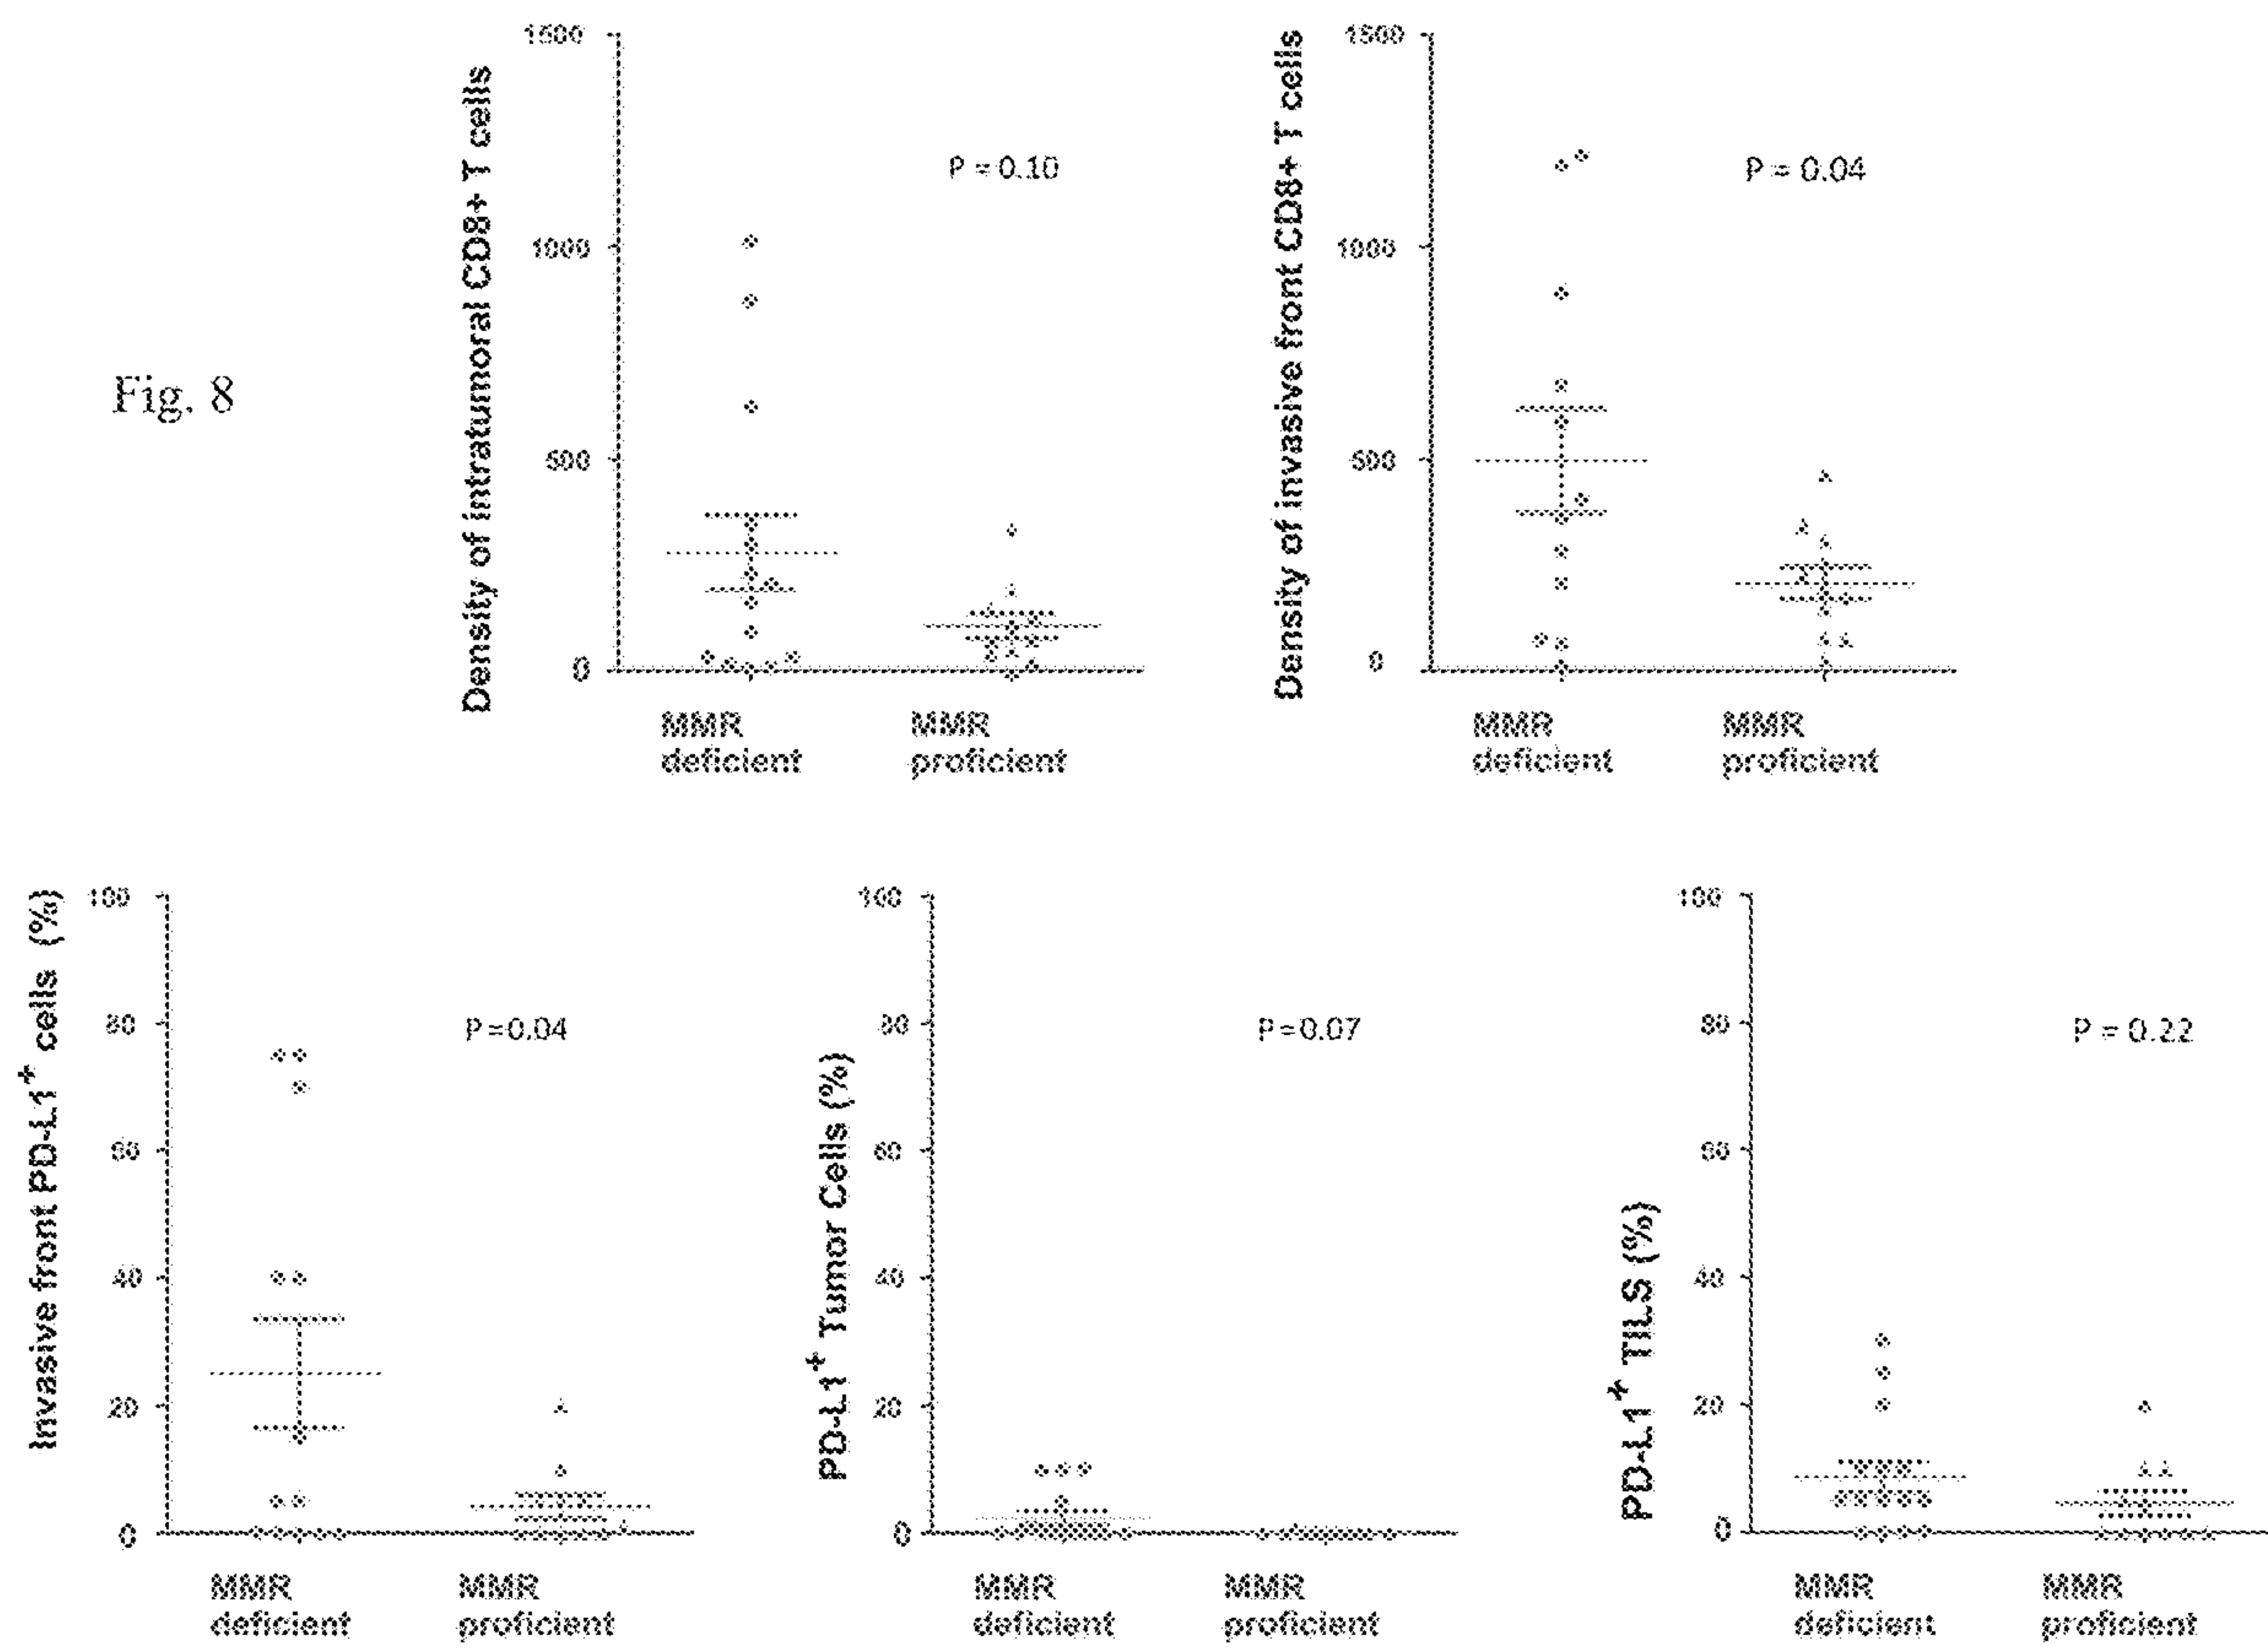 Fig. 8
Density of intratumoral CD8+ T cells
1500
1000
500
0
P = 0.10
MMR
deficient
MMR
proficient
Density of invasive front CD8+ T cells
1500
1000
500
0
P = 0.04
MMR
deficient
MMR
proficient
Invasive front PD-L1+ cells (%)
100
80
60
40
20
0
P=0.04
MMR
deficient
MMR
proficient
PD-L1+ Tumor Cells (%)
100
80
60
40
20
0
P=0.07
MMR
deficient
MMR
proficient
PD-L1+ TILS (%)
100
80
60
40
20
0
P = 0.22
MMR
deficient
MMR
proficient